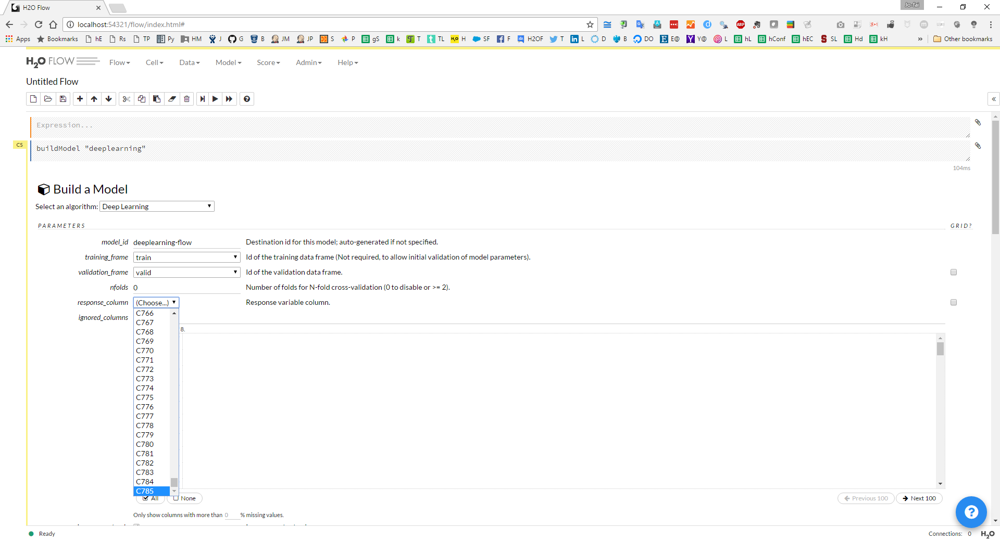 H2O Flow
Jo-fai
localhost:54321/flow/index.html#
Apps Bookmarks hE Rs TP Py HM J G B JM JP S P gS k T TL H SF F H2OF T L D B DO E@ Y@ L hL hConf hEC SL Hd kH » Other bookmarks
H2O FLOW Flow Cell Data Model Score Admin Help
Untitled Flow
Expression...
CS
buildModel "deeplearning"
104ms
Build a Model
Select an algorithm: Deep Learning
PARAMETERS GRID?
model_id deeplearning-flow Destination id for this model; auto-generated if not specified.
training_frame train Id of the training data frame (Not required, to allow initial validation of model parameters).
validation_frame valid Id of the validation data frame.
nfolds 0 Number of folds for N-fold cross-validation (0 to disable or >= 2).
response_column (Choose...) Response variable column.
ignored_columns
C766
C767
8.
C768
C769
C770
C771
C772
C773
C774
C775
C776
C777
C778
C779
C780
C781
C782
C783
C784
C785
All None Previous 100 Next 100
Only show columns with more than 0 % missing values.
Ready Connections: 0 H2O